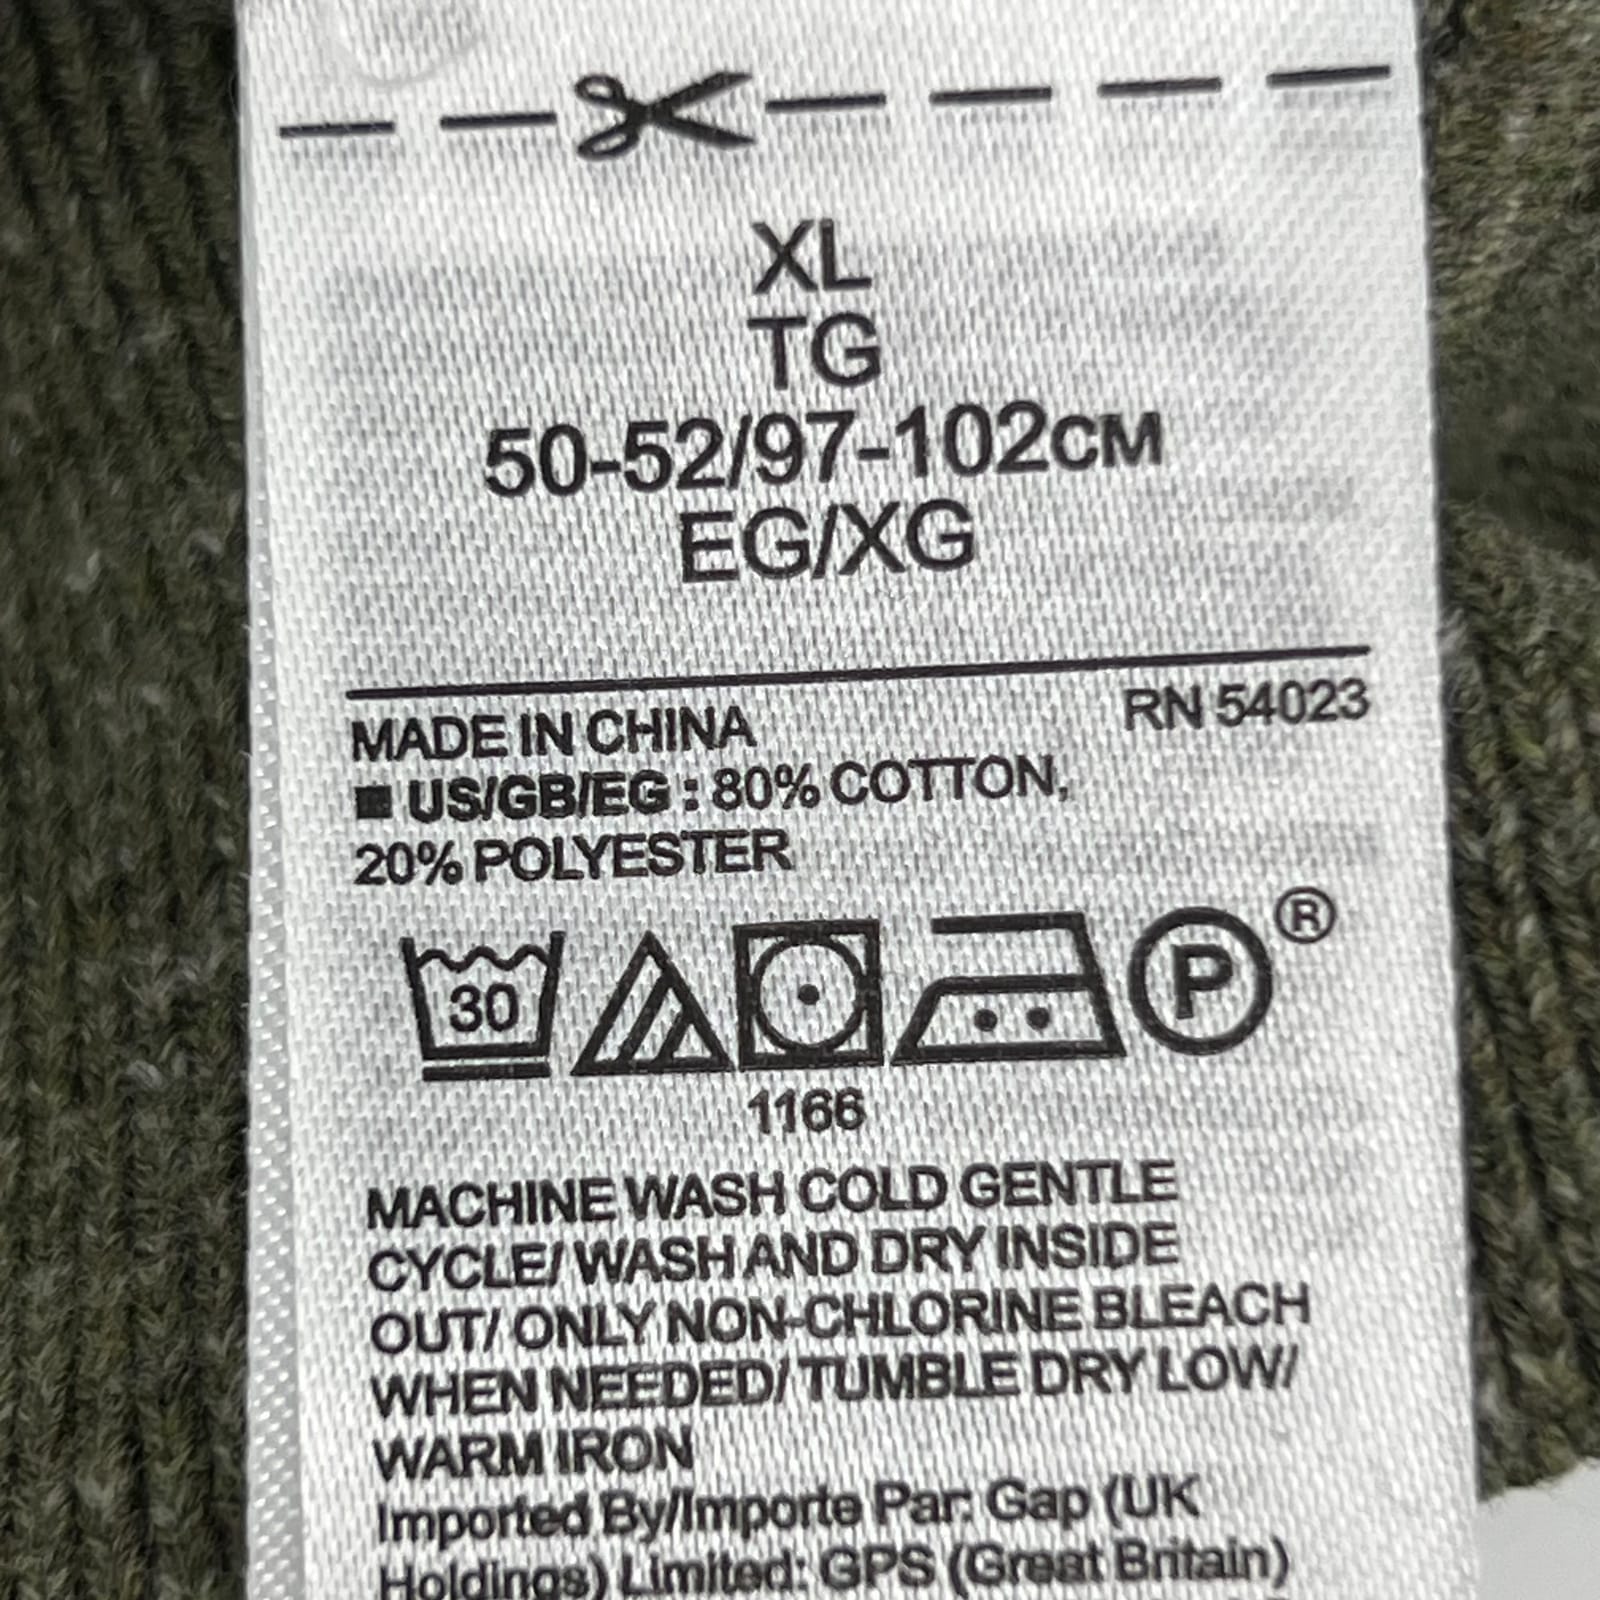 XL
TG
50-52/97-102CM
EG/XG
MADE IN CHINA RN 54023
US/GB/EG : 80% COTTON,
20% POLYESTER
30 P ®
1166
MACHINE WASH COLD GENTLE
CYCLE/ WASH AND DRY INSIDE
OUT/ ONLY NON-CHLORINE BLEACH
WHEN NEEDED/ TUMBLE DRY LOW/
WARM IRON
Imported By/Importe Par: Gap (UK
Holdings) Limited: GPS (Great Britain)